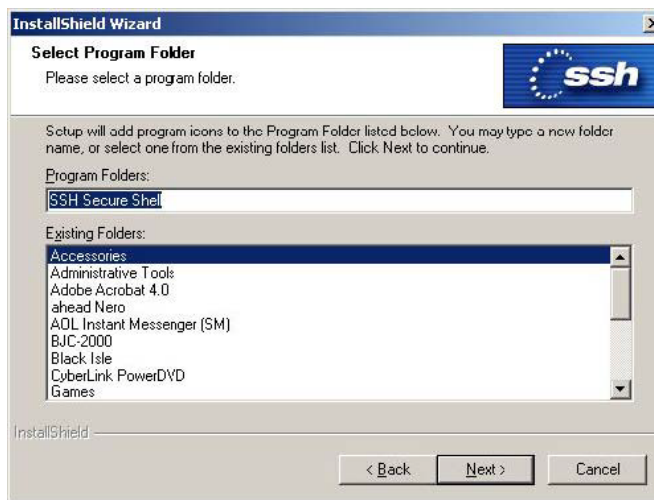 InstallShield Wizard
Select Program Folder
Please select a program folder.
ssh
Setup will add program icons to the Program Folder listed below. You may type a new folder
name, or select one from the existing folders list. Click Next to continue.
Program Folders:
SSH Secure Shell
Existing Folders:
Accessories
Administrative Tools
Adobe Acrobat 4.0
ahead Nero
AOL Instant Messenger (SM)
BJC-2000
Black Isle
CyberLink PowerDVD
Games
InstallShield
< Back Next > Cancel